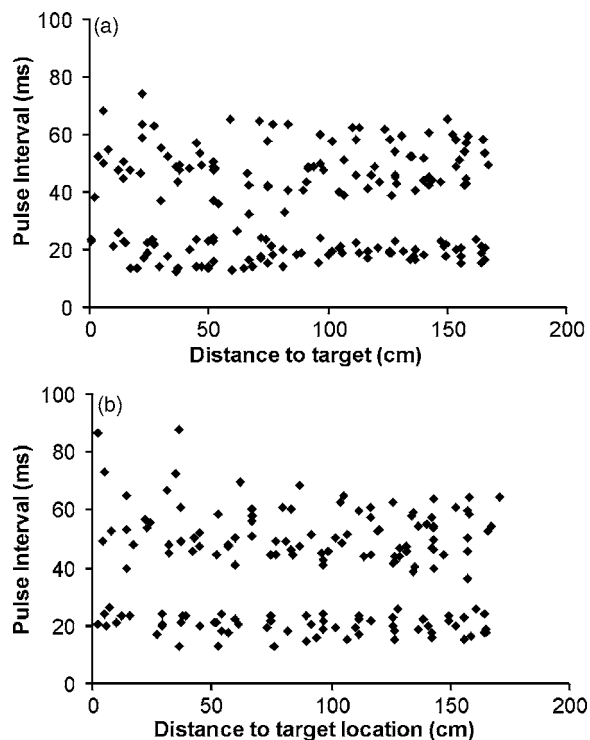 (a)
Pulse Interval (ms)
100
80
60
40
20
0
0 50 100 150 200
Distance to target (cm)
(b)
Pulse Interval (ms)
100
80
60
40
20
0
0 50 100 150 200
Distance to target location (cm)